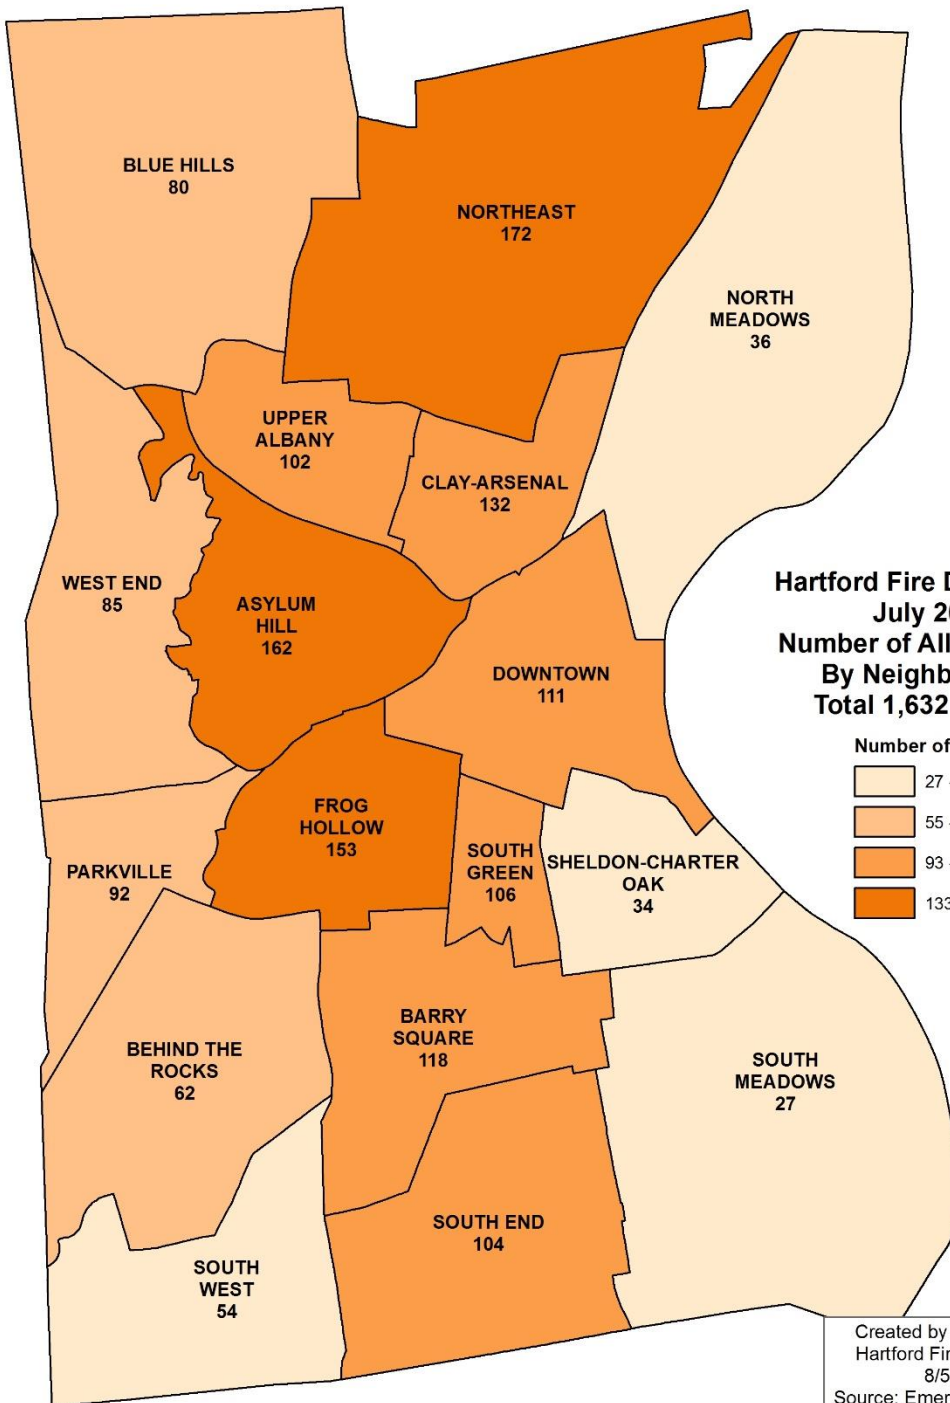 BLUE HILLS
80
NORTHEAST
172
NORTH
MEADOWS
36
UPPER
ALBANY
102
CLAY-ARSENAL
132
WEST END
85
ASYLUM
HILL
162
DOWNTOWN
111
Hartford Fire D
July 2
Number of All
By Neighb
Total 1,632
Number of
27
55
93
133
FROG
HOLLOW
153
SOUTH
GREEN
106
SHELDON-CHARTER
OAK
34
PARKVILLE
92
BARRY
SQUARE
118
BEHIND THE
ROCKS
62
SOUTH
MEADOWS
27
SOUTH END
104
SOUTH
WEST
54
Created by
Hartford Fir
8/5
Source: Emer